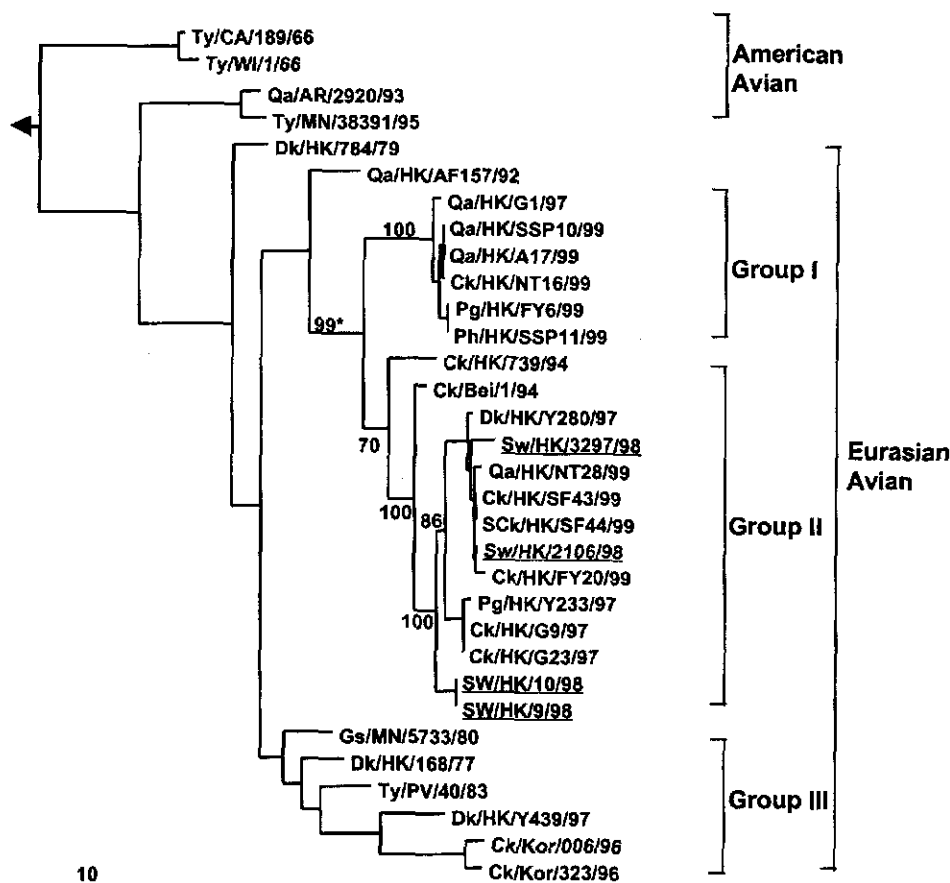 Ty/CA/189/66
Ty/WI/1/66
American
Avian
Qa/AR/2920/93
Ty/MN/38391/95
Dk/HK/784/79
Qa/HK/AF157/92
Qa/HK/G1/97
100
Qa/HK/SSP10/99
Qa/HK/A17/99
Group I
Ck/HK/NT16/99
Pg/HK/FY6/99
99*
Ph/HK/SSP11/99
Ck/HK/739/94
Ck/Bei/1/94
Dk/HK/Y280/97
70
Sw/HK/3297/98
Eurasian
Avian
Qa/HK/NT28/99
Ck/HK/SF43/99
100
86
SCk/HK/SF44/99
Group II
Sw/HK/2106/98
Ck/HK/FY20/99
Pg/HK/Y233/97
100
Ck/HK/G9/97
Ck/HK/G23/97
SW/HK/10/98
SW/HK/9/98
Gs/MN/5733/80
Dk/HK/168/77
Ty/PV/40/83
Group III
Dk/HK/Y439/97
Ck/Kor/006/96
Ck/Kor/323/96
10